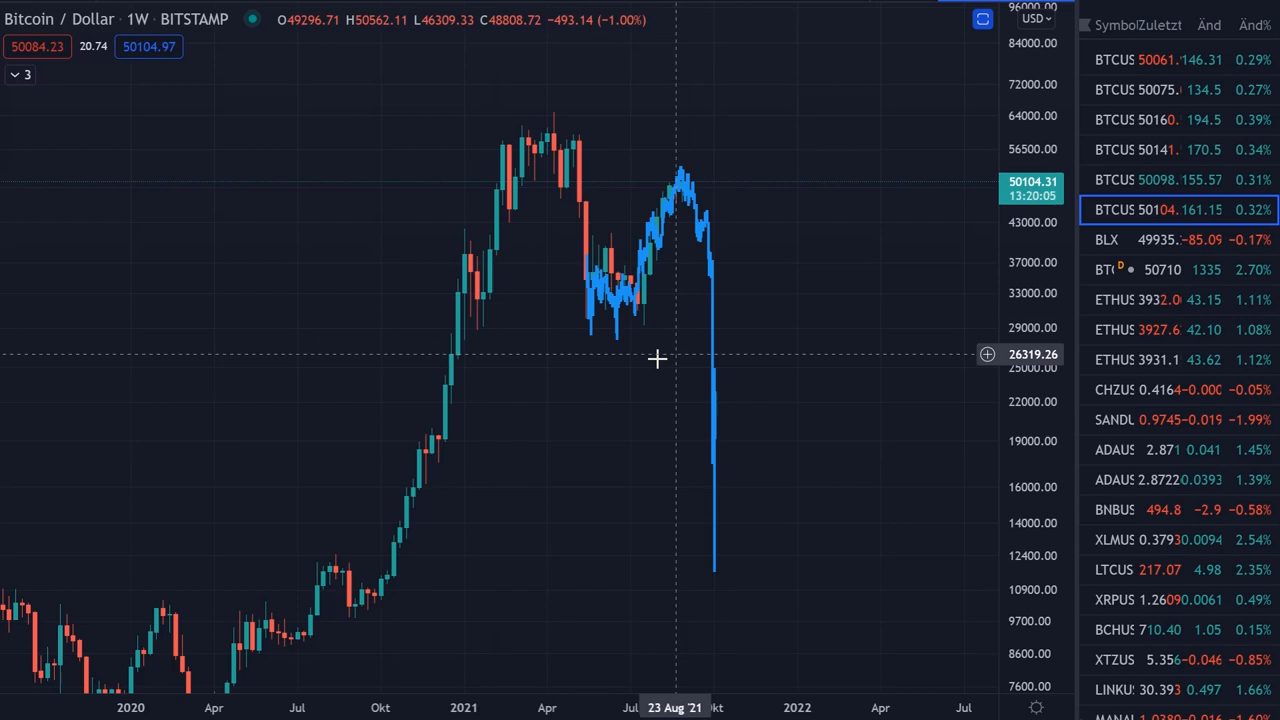 Bitcoin / Dollar · 1W · BITSTAMP O49296.71 H50562.11 L46309.33 C48808.72 −493.14 (−1.00%)
50084.23 20.74 50104.97
3
USD
96000.00
84000.00
72000.00
64000.00
56500.00
50104.31
13:20:05
43000.00
37000.00
33000.00
29000.00
26319.26
25000.00
22000.00
19000.00
16000.00
14000.00
12400.00
10900.00
9700.00
8600.00
7600.00
2020 Apr Jul Okt 2021 Apr Jul 23 Aug '21 Okt 2022 Apr Jul
Symbol Zuletzt Änd Änd%
BTCUS 50061. 146.31 0.29%
BTCUS 50075. 134.5 0.27%
BTCUS 50160. 194.5 0.39%
BTCUS 50141. 170.5 0.34%
BTCUS 50098. 155.57 0.31%
BTCUS 50104. 161.15 0.32%
BLX 49935. −85.09 −0.17%
BT( D 50710 1335 2.70%
ETHUS 3932.0 43.15 1.11%
ETHUS 3927.6 42.10 1.08%
ETHUS 3931.1 43.62 1.12%
CHZUS 0.4164 −0.000 −0.05%
SANDL 0.9745 −0.019 −1.99%
ADAUS 2.871 0.041 1.45%
ADAUS 2.8722 0.0393 1.39%
BNBUS 494.8 −2.9 −0.58%
XLMUS 0.3793 0.0094 2.54%
LTCUS 217.07 4.98 2.35%
XRPUS 1.2609 0.0061 0.49%
BCHUS 710.40 1.05 0.15%
XTZUS 5.356 −0.046 −0.85%
LINKU 30.393 0.497 1.66%